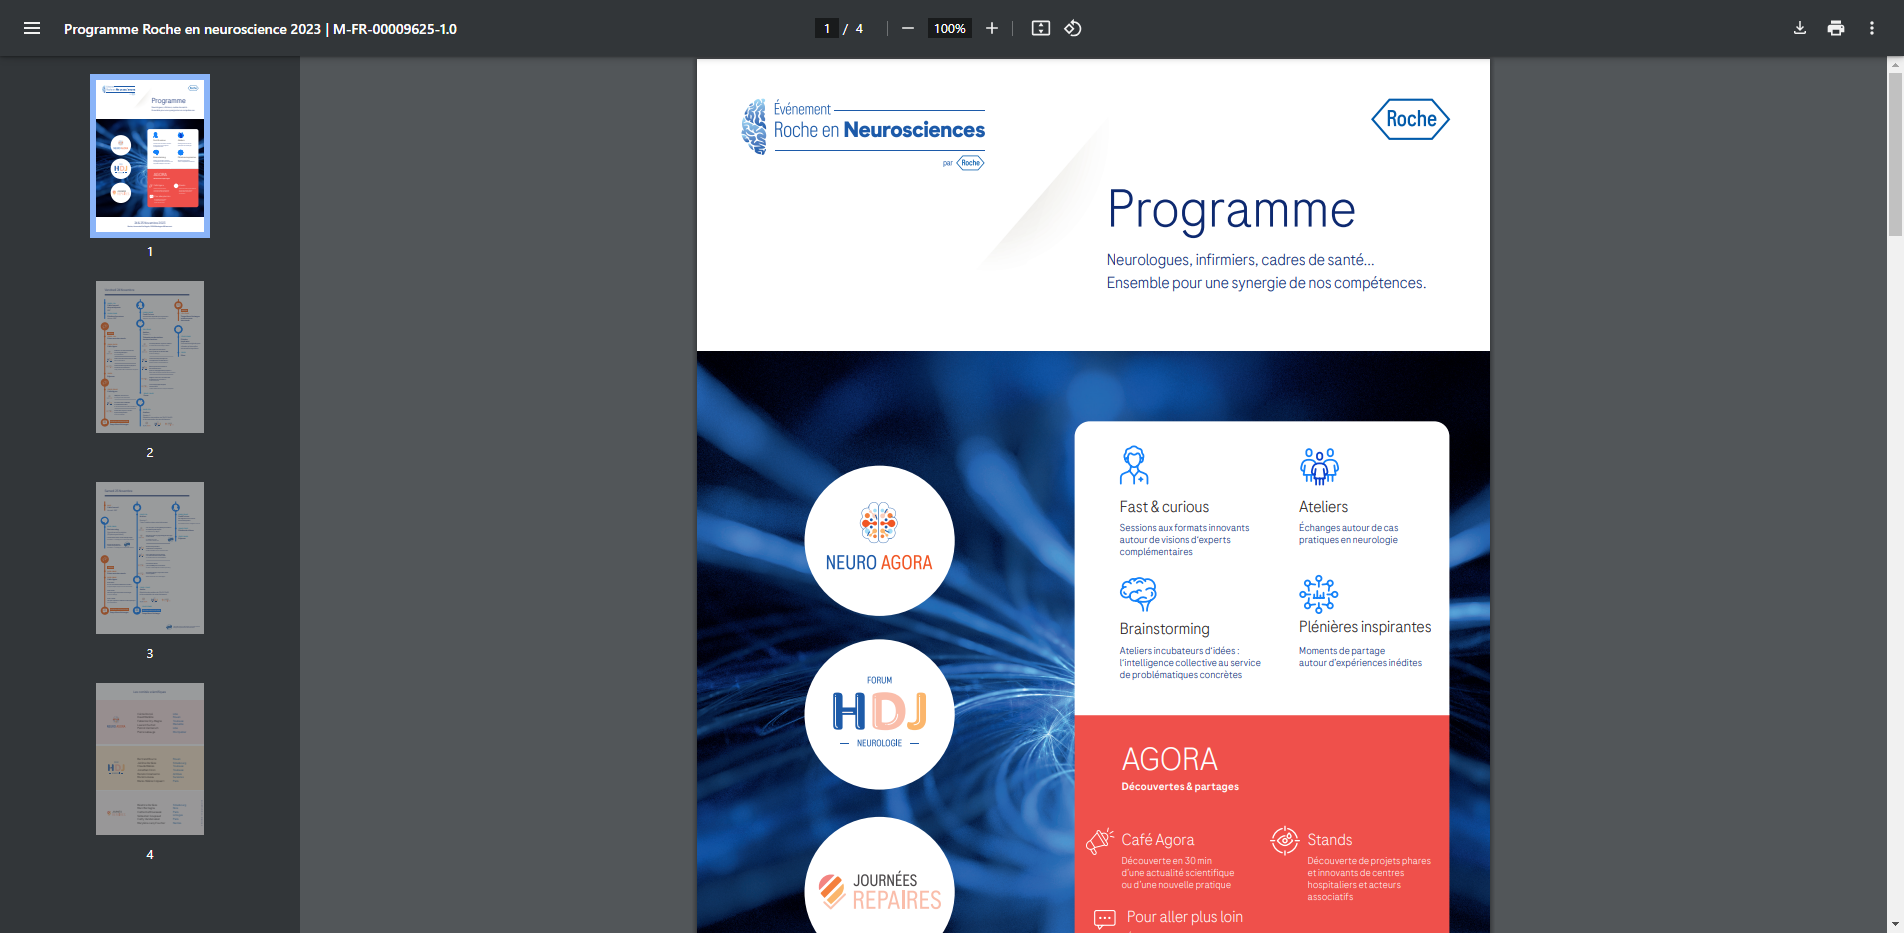 Programme Roche en neuroscience 2023 | M-FR-00009625-1.0
1 / 4
100%
1
2
3
4
Événement
Roche en Neurosciences
par Roche
Roche
Programme
Neurologues, infirmiers, cadres de santé...
Ensemble pour une synergie de nos compétences.
NEURO AGORA
FORUM
HDJ
NEUROLOGIE
JOURNÉES
REPAIRES
Fast & curious
Sessions aux formats innovants
autour de visions d'experts
complémentaires
Ateliers
Échanges autour de cas
pratiques en neurologie
Brainstorming
Ateliers incubateurs d'idées :
l'intelligence collective au service
de problématiques concrètes
Plénières inspirantes
Moments de partage
autour d'expériences inédites
AGORA
Découvertes & partages
Café Agora
Découverte en 30 min
d'une actualité scientifique
ou d'une nouvelle pratique
Stands
Découverte de projets phares
et innovants de centres
hospitaliers et acteurs
associatifs
Pour aller plus loin